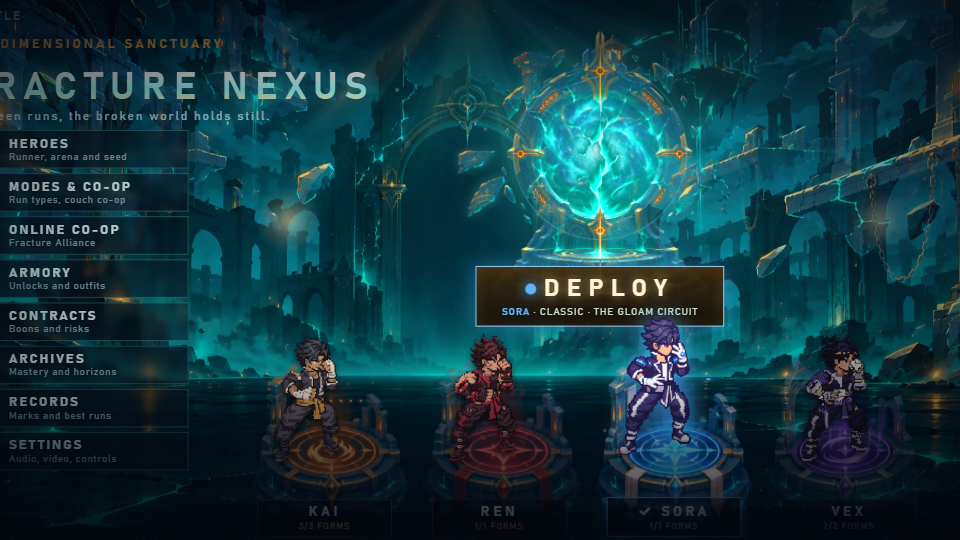 TLE
DIMENSIONAL SANCTUARY
RACTURE NEXUS
een runs, the broken world holds still.
HEROES
Runner, arena and seed
MODES & CO-OP
Run types, couch co-op
ONLINE CO-OP
Fracture Alliance
ARMORY
Unlocks and outfits
CONTRACTS
Boons and risks
ARCHIVES
Mastery and horizons
RECORDS
Marks and best runs
SETTINGS
Audio, video, controls
DEPLOY
SORA · CLASSIC · THE GLOAM CIRCUIT
KAI
3/3 FORMS
REN
1/1 FORMS
✓ SORA
1/1 FORMS
VEX
2/2 FORMS